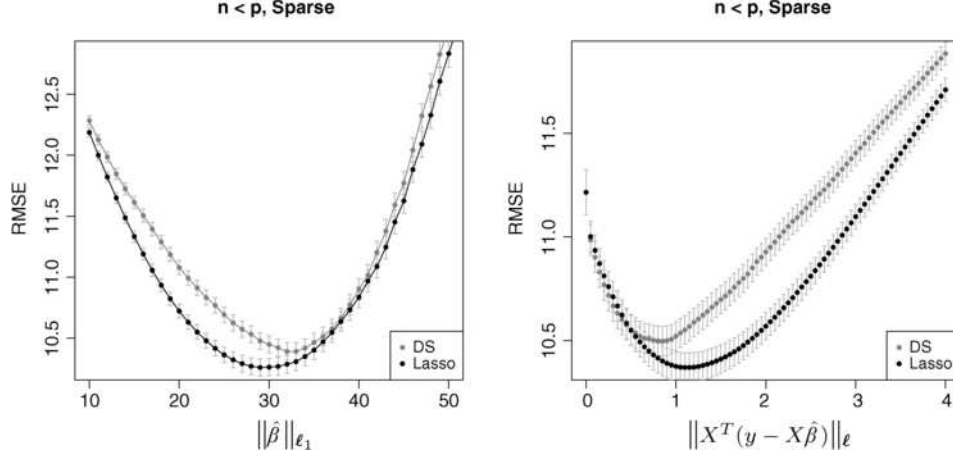 n < p, Sparse
RMSE
12.5
12.0
11.5
11.0
10.5
10 20 30 40 50
DS
Lasso
||β̂||ℓ₁
n < p, Sparse
RMSE
11.5
11.0
10.5
0 1 2 3 4
DS
Lasso
||Xᵀ(y − Xβ̂)||ℓ